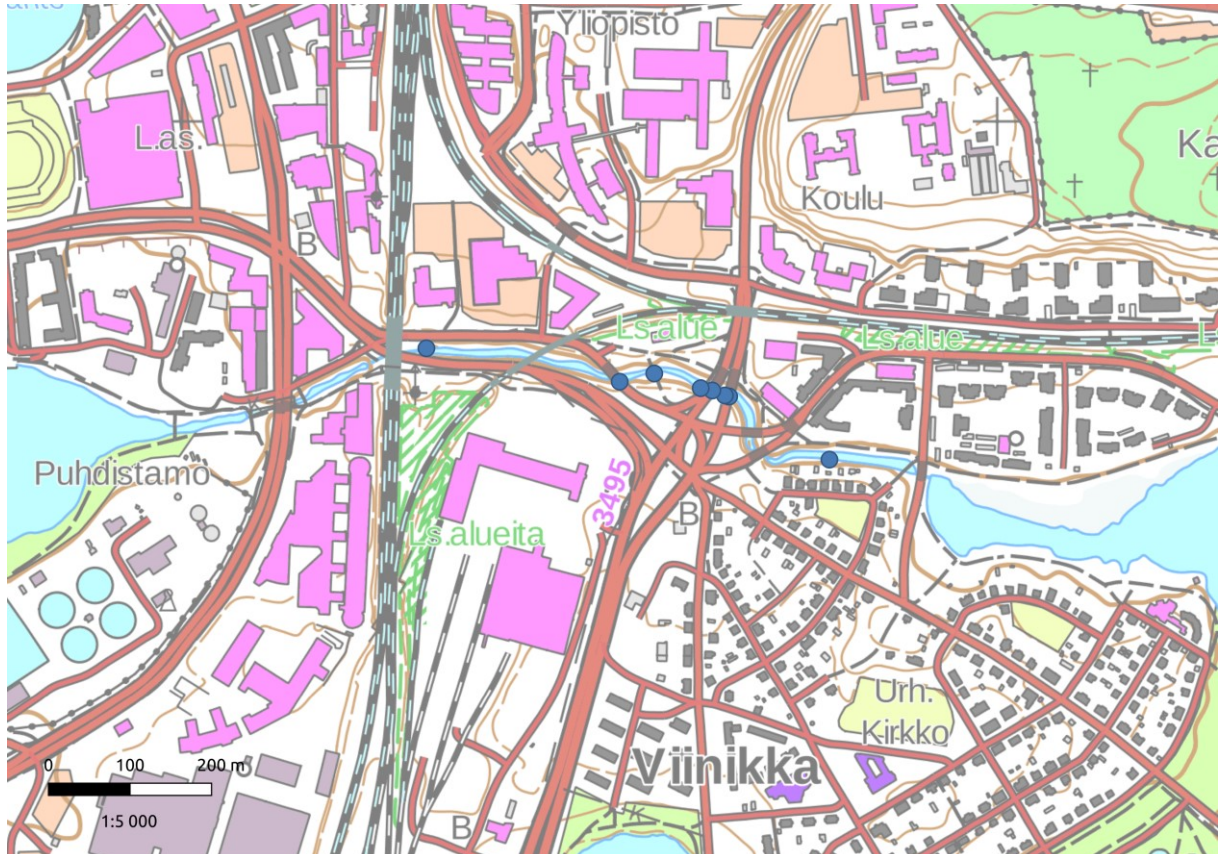 Yliopisto
L.as.
Ka
Koulu
B
Ls.alue
Ls.alue
L
Puhdistamo
3495
B
Ls.alueita
Urh.
Kirkko
Viinikka
0 100 200 m
1:5 000
B